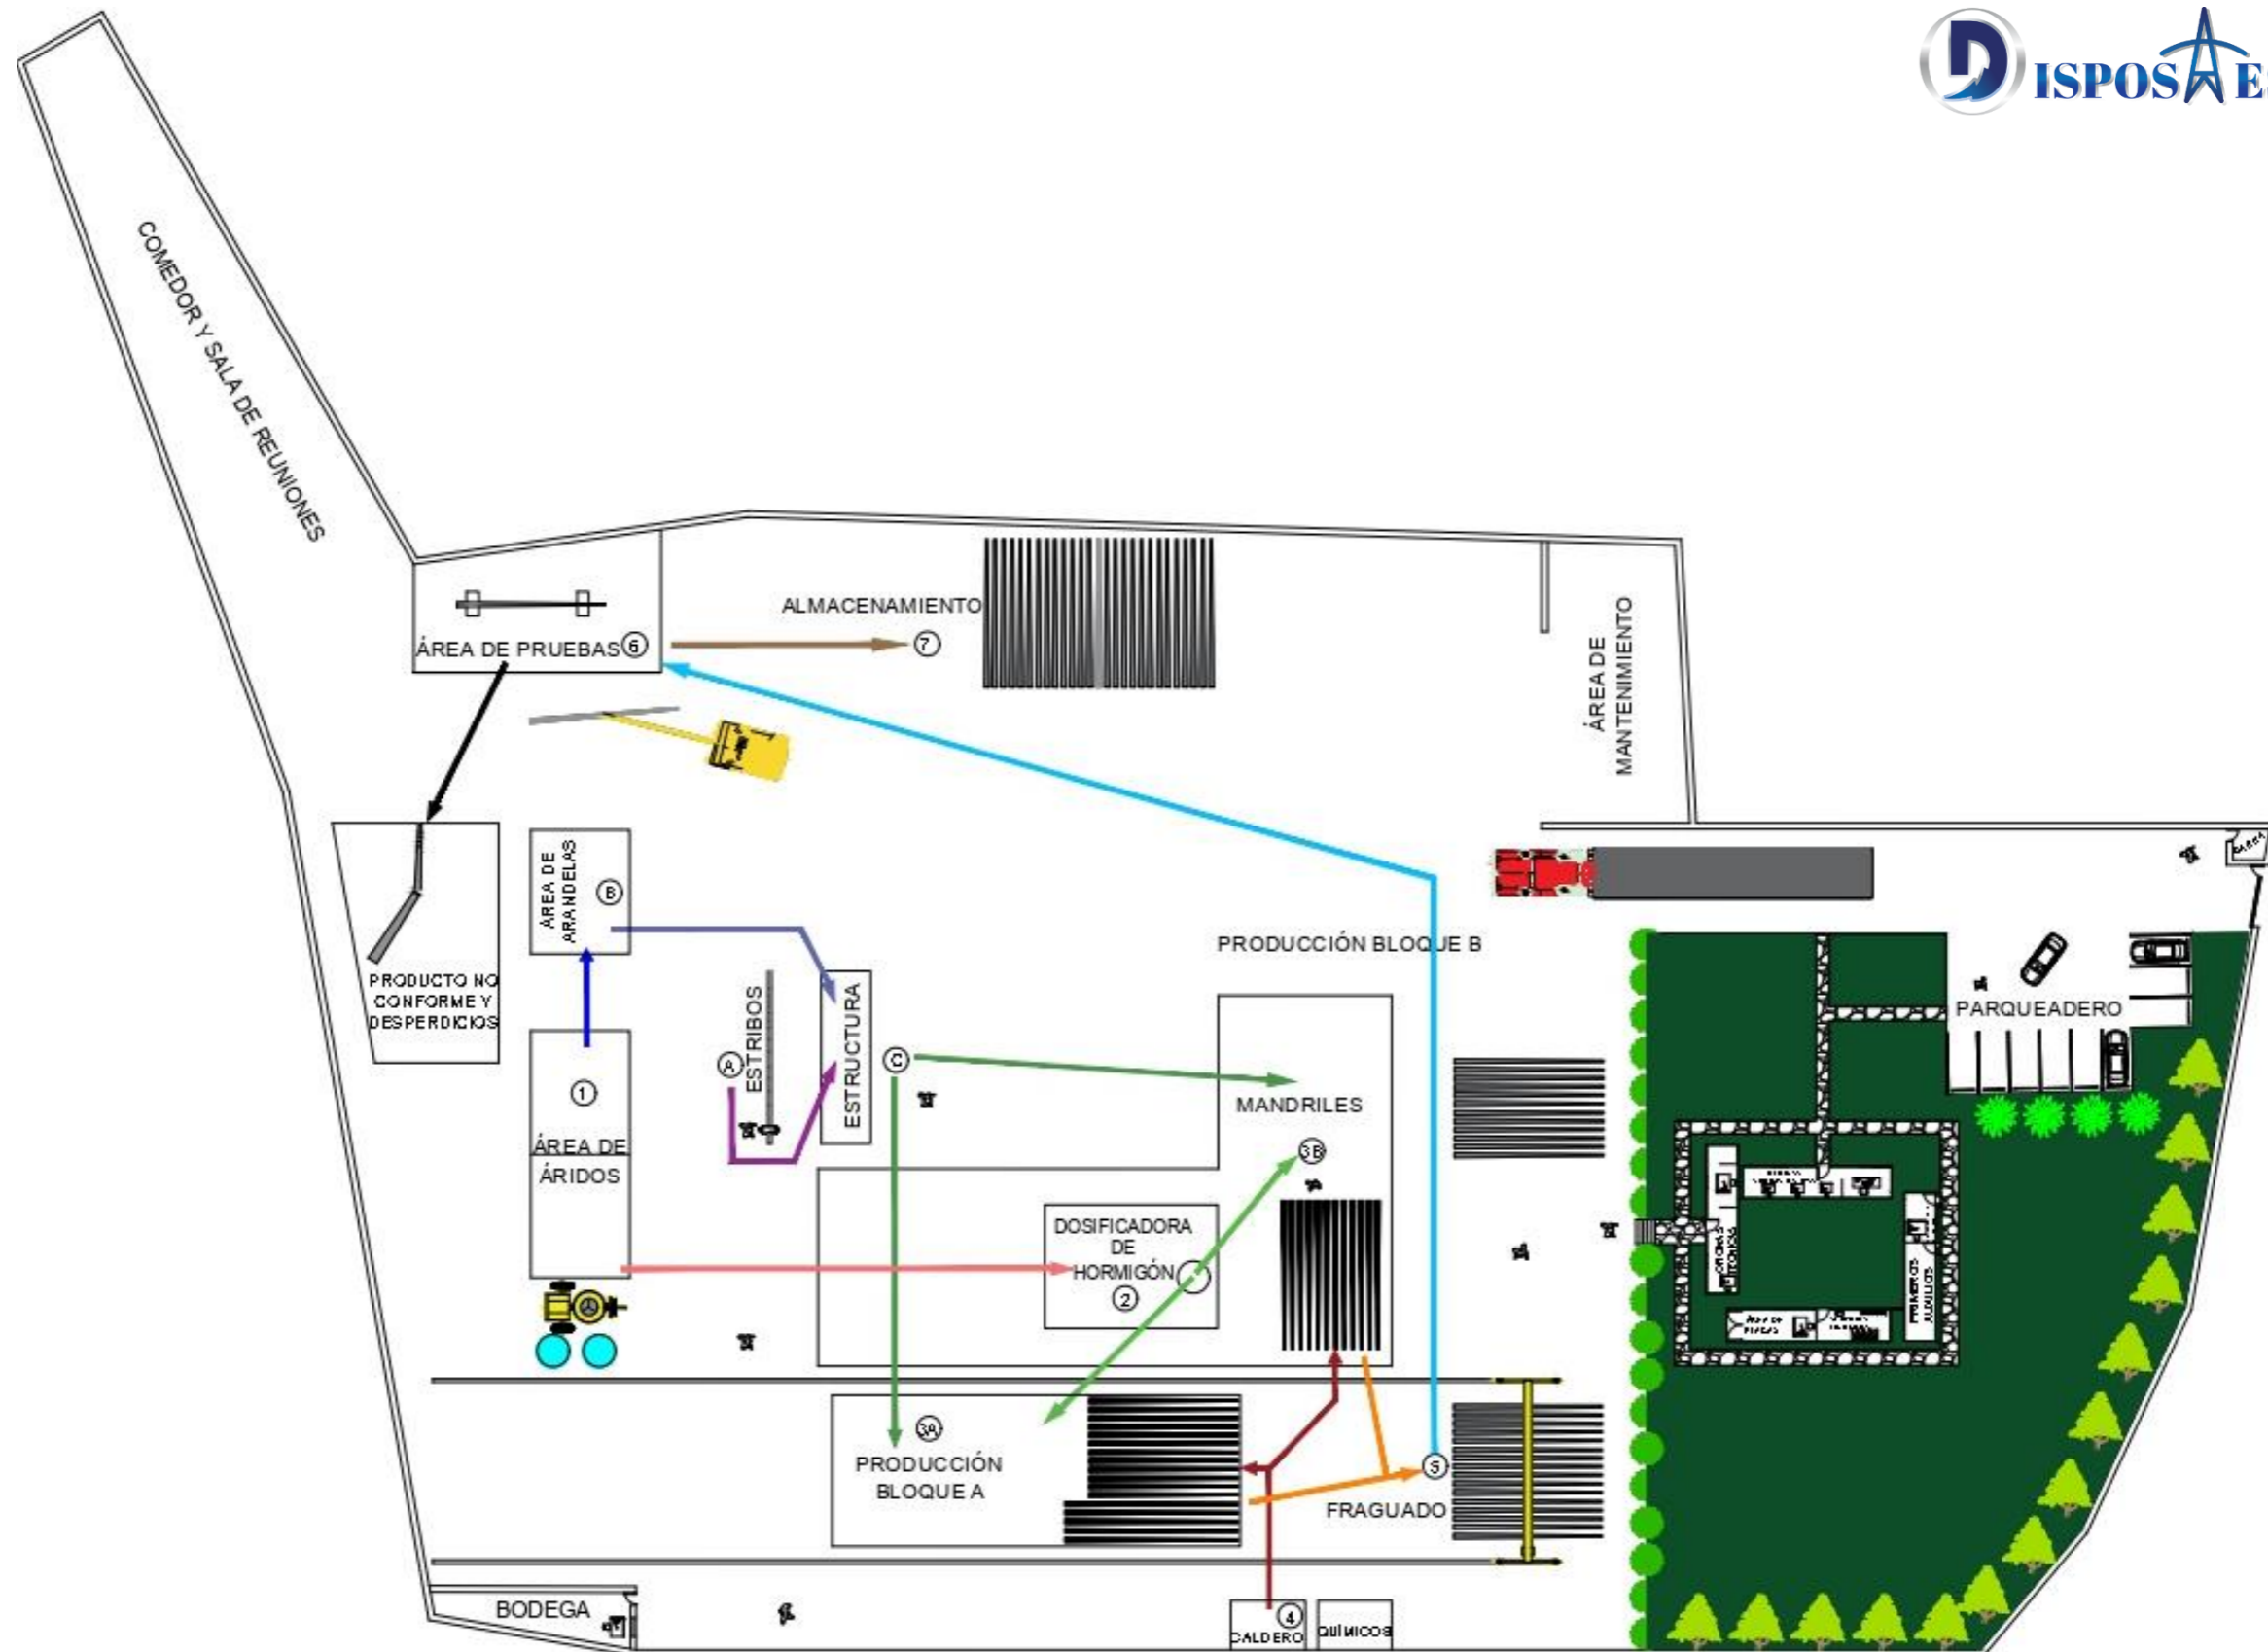 DISPOSAE
COMEDOR Y SALA DE REUNIONES
ALMACENAMIENTO
ÁREA DE PRUEBAS 6
7
ÁREA DE
MANTENIMIENTO
ÁREA DE
ARANDELAS
B
PRODUCTO NO
CONFORME Y
DESPERDICIOS
PRODUCCIÓN BLOQUE B
PARQUEADERO
ESTRIBOS
A
ESTRUCTURA
C
1
ÁREA DE
ÁRIDOS
MANDRILES
3B
DOSIFICADORA
DE
HORMIGÓN
2
PRIMEROS
AUXILIOS
3A
PRODUCCIÓN
BLOQUE A
FRAGUADO
BODEGA
4
CALDERO
QUÍMICOS